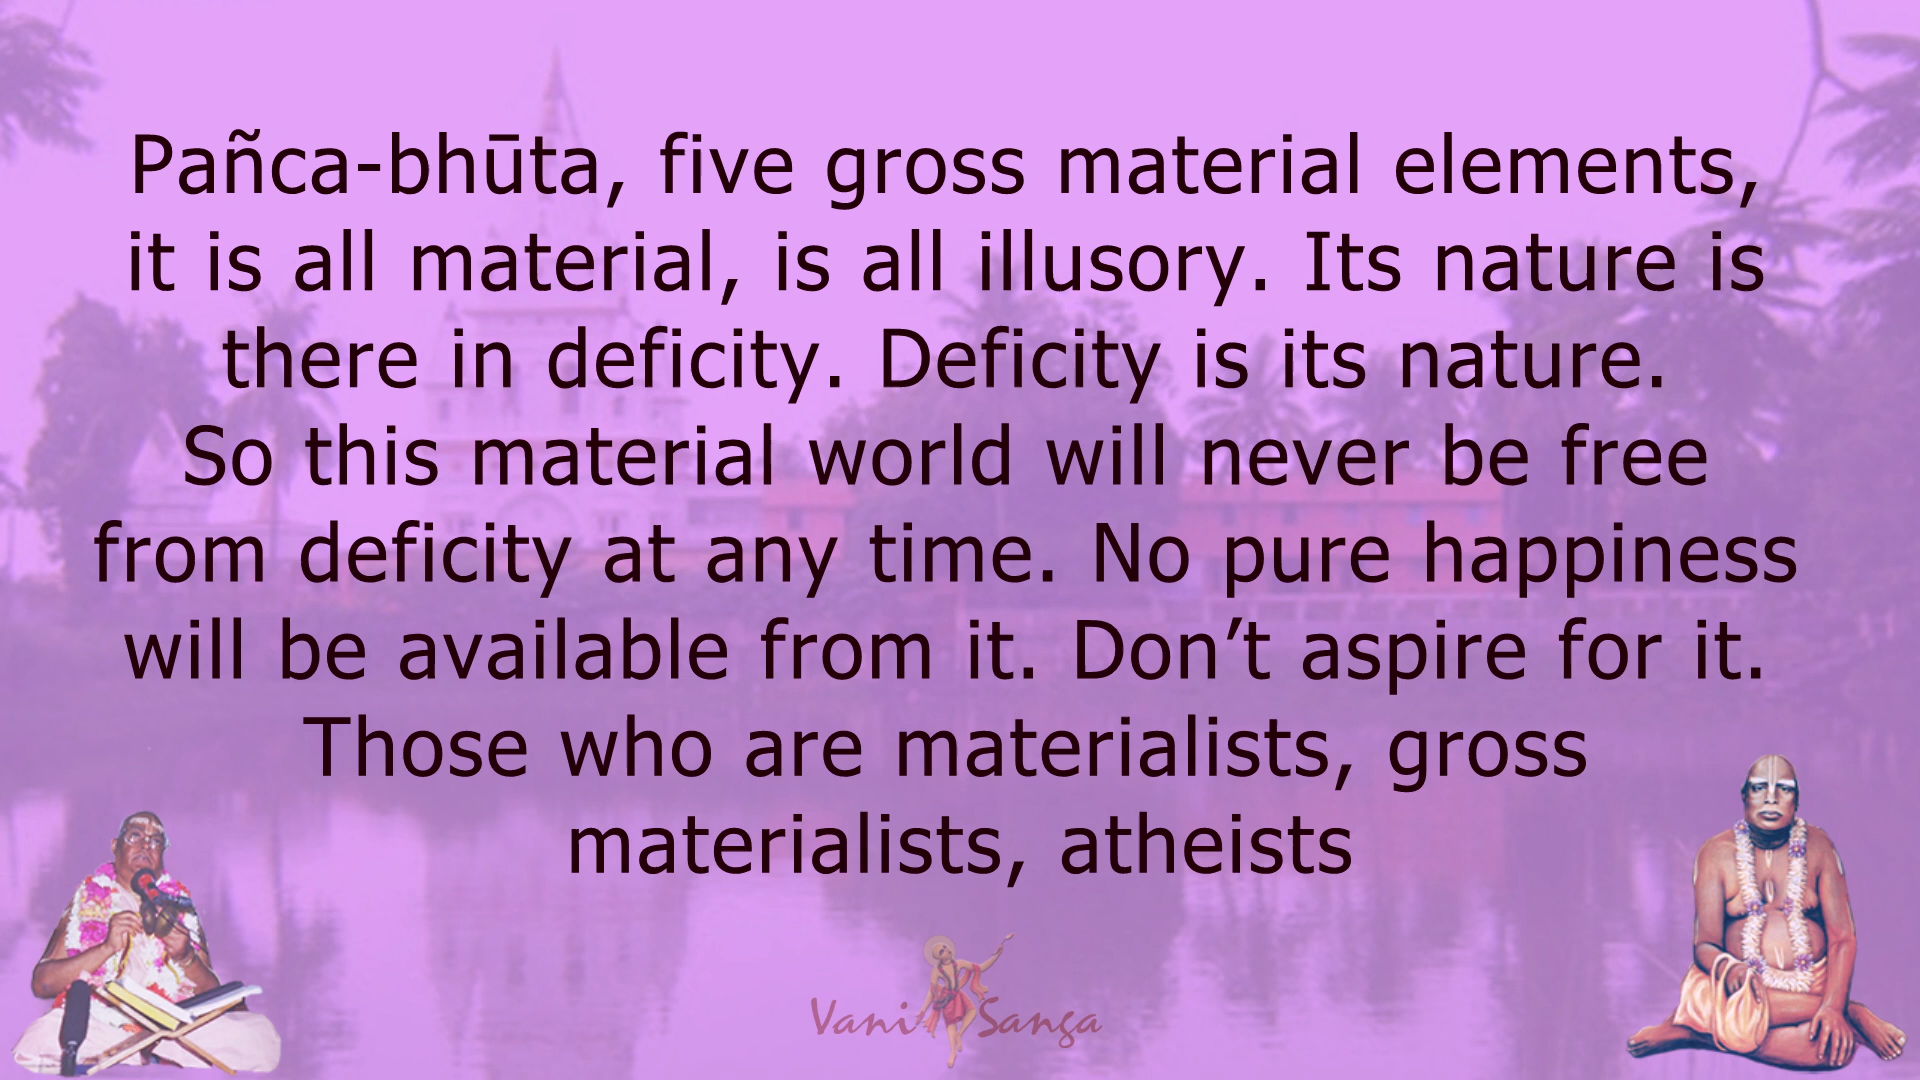 Pañca-bhūta, five gross material elements,
it is all material, is all illusory. Its nature is
there in deficity. Deficity is its nature.
So this material world will never be free
from deficity at any time. No pure happiness
will be available from it. Don’t aspire for it.
Those who are materialists, gross
materialists, atheists
Vani Sanga